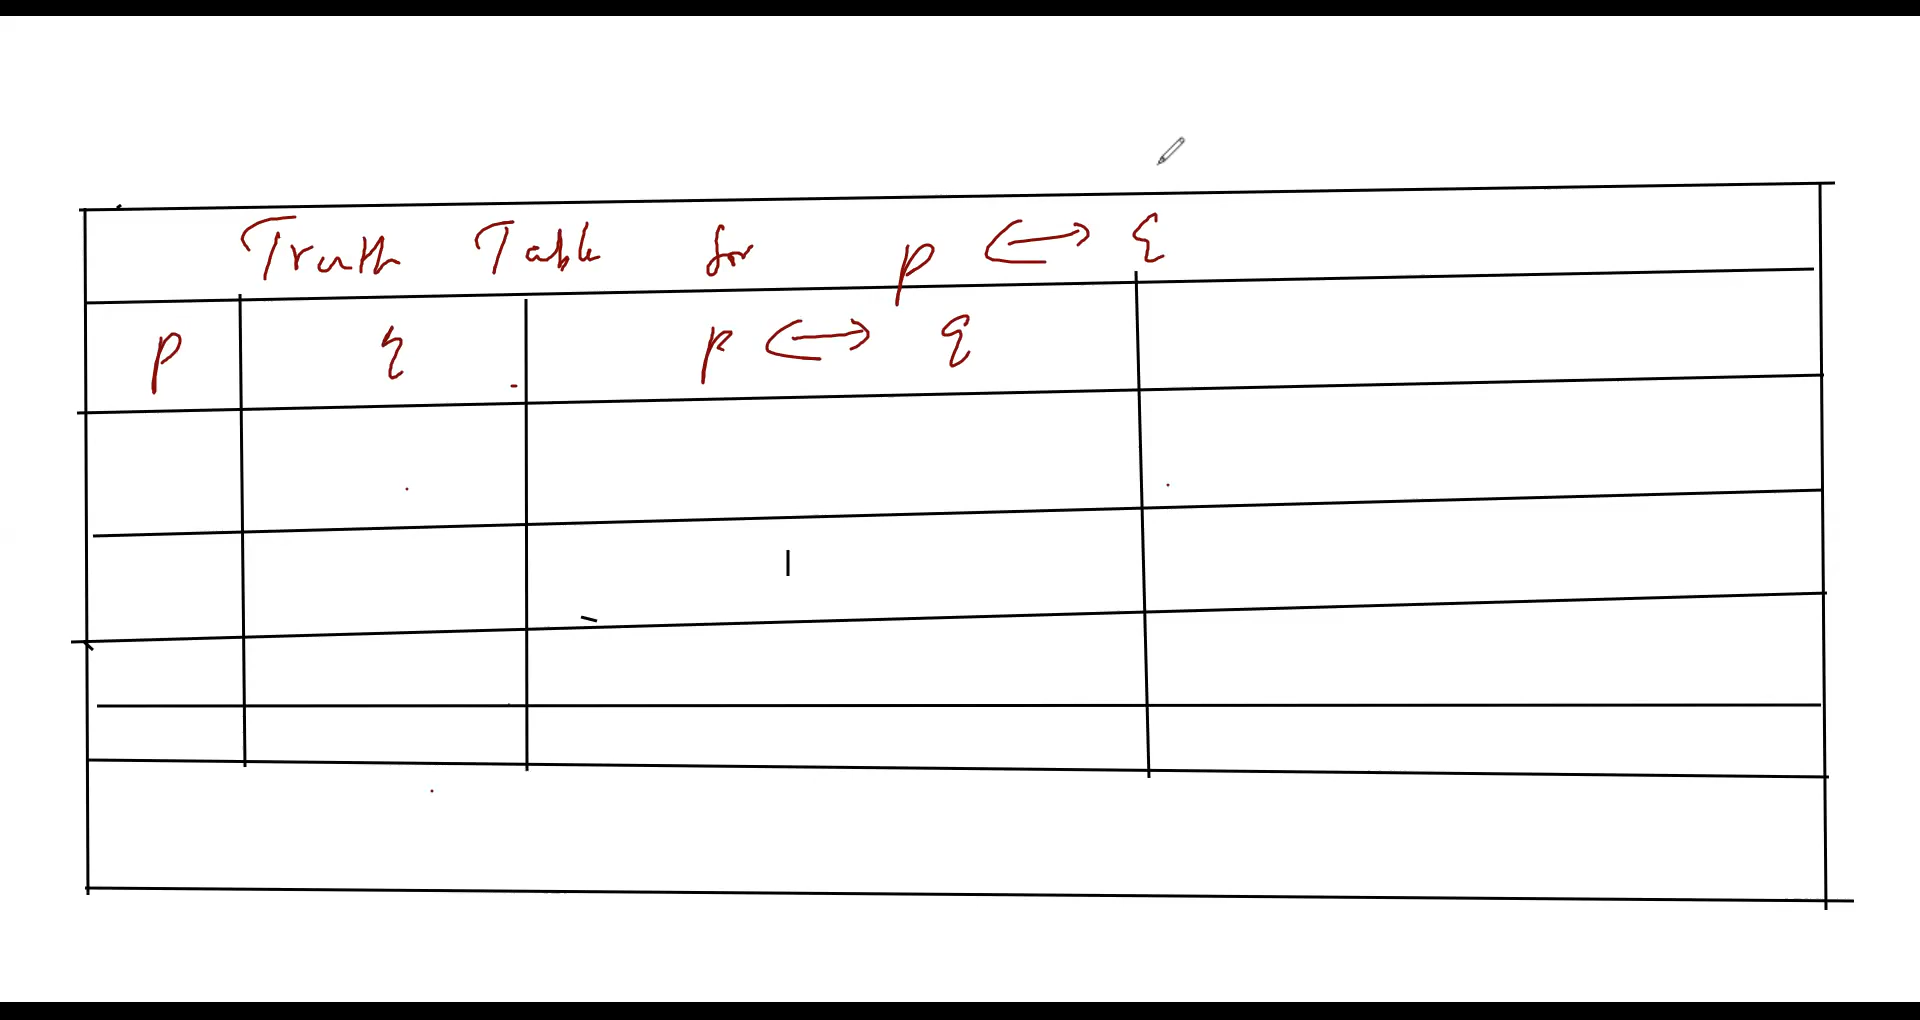 Truth Table for p ↔ q
p q p ↔ q